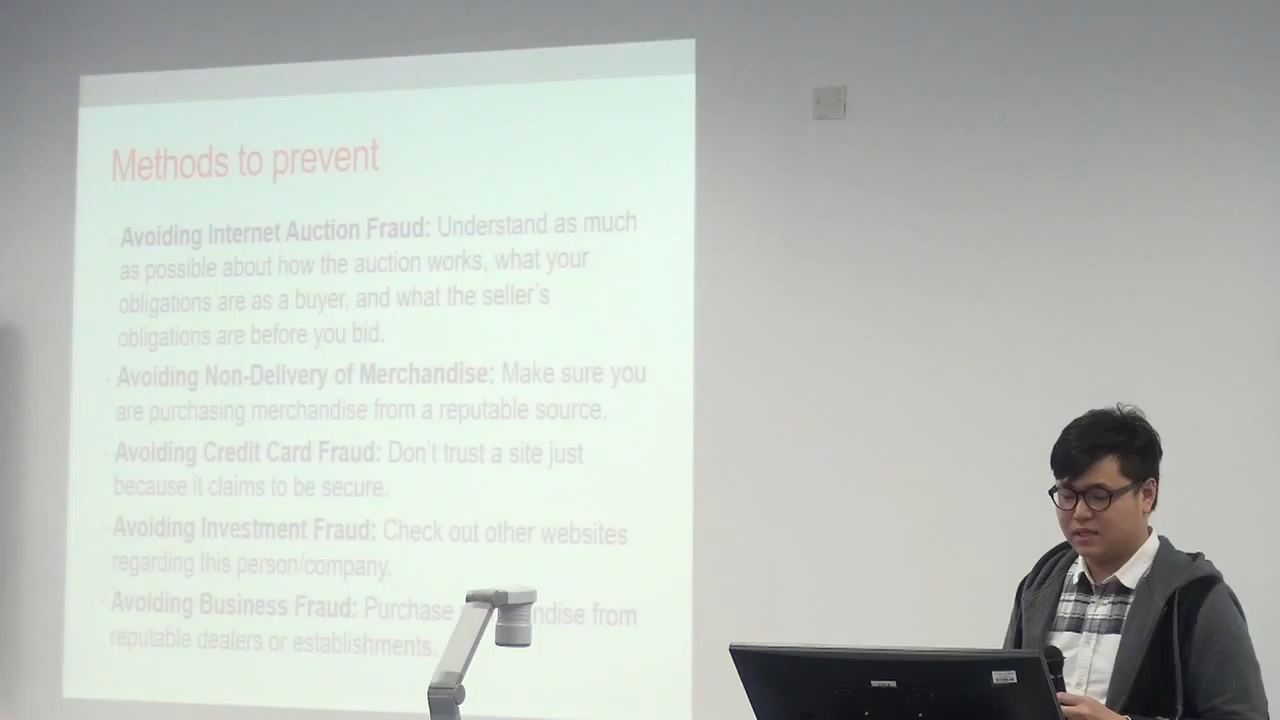 Methods to prevent
Avoiding Internet Auction Fraud: Understand as much
as possible about how the auction works, what your
obligations are as a buyer, and what the seller's
obligations are before you bid.
Avoiding Non-Delivery of Merchandise: Make sure you
are purchasing merchandise from a reputable source.
Avoiding Credit Card Fraud: Don't trust a site just
because it claims to be secure.
Avoiding Investment Fraud: Check out other websites
regarding this person/company.
Avoiding Business Fraud: Purchase ndise from
reputable dealers or establishments.